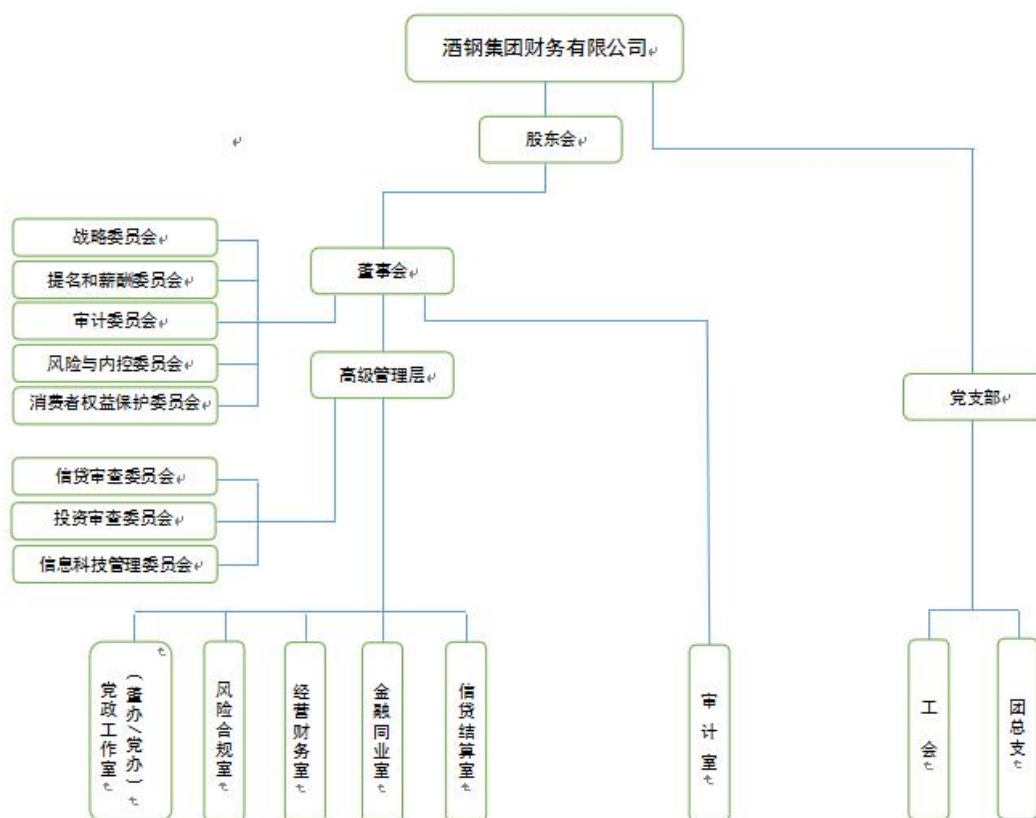 酒钢集团财务有限公司
股东会
战略委员会
董事会
提名和薪酬委员会
审计委员会
风险与内控委员会
高级管理层
党支部
消费者权益保护委员会
信贷审查委员会
投资审查委员会
信息科技管理委员会
党政工作室
（董办/党办）
风险合规室
经营财务室
金融同业室
信贷结算室
审计室
工会
团总支